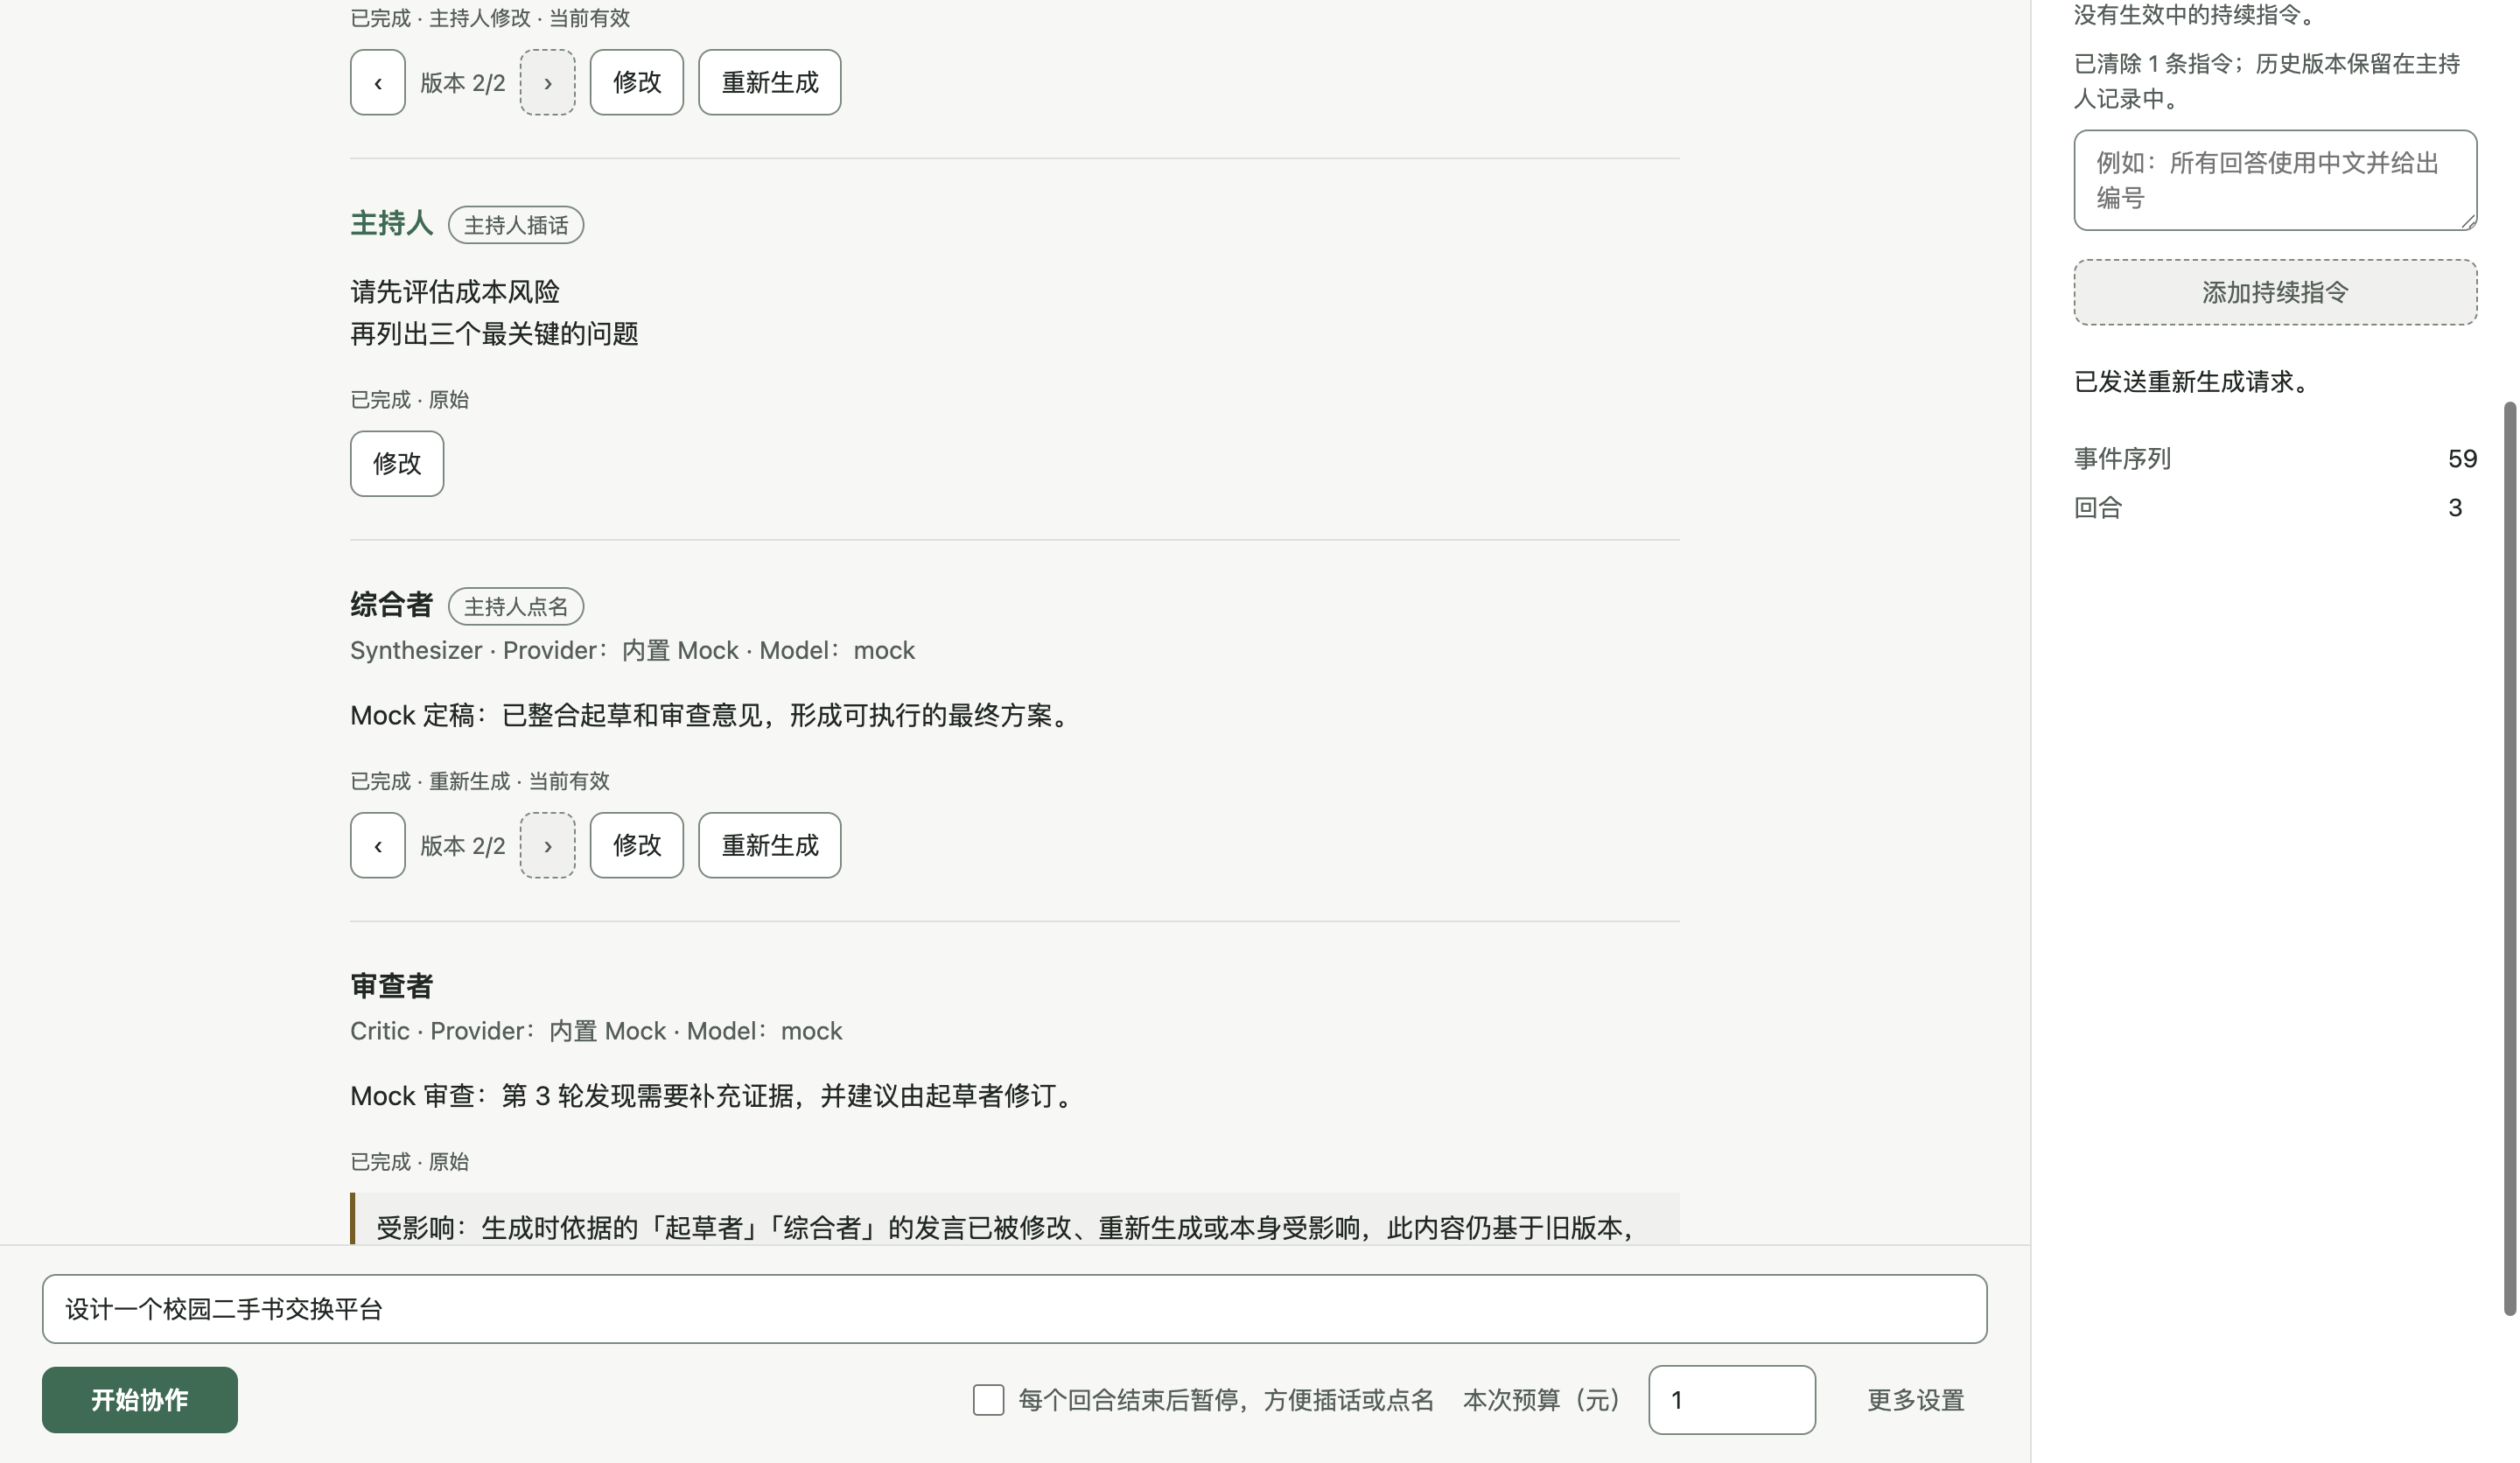 已完成 · 主持人修改 · 当前有效
‹ 版本 2/2 › 修改 重新生成
主持人 主持人插话
请先评估成本风险
再列出三个最关键的问题
已完成 · 原始
修改
综合者 主持人点名
Synthesizer · Provider：内置 Mock · Model：mock
Mock 定稿：已整合起草和审查意见，形成可执行的最终方案。
已完成 · 重新生成 · 当前有效
‹ 版本 2/2 › 修改 重新生成
审查者
Critic · Provider：内置 Mock · Model：mock
Mock 审查：第 3 轮发现需要补充证据，并建议由起草者修订。
已完成 · 原始
受影响：生成时依据的「起草者」「综合者」的发言已被修改、重新生成或本身受影响，此内容仍基于旧版本，
设计一个校园二手书交换平台
开始协作 每个回合结束后暂停，方便插话或点名 本次预算（元） 1 更多设置
没有生效中的持续指令。
已清除 1 条指令；历史版本保留在主持
人记录中。
例如：所有回答使用中文并给出
编号
添加持续指令
已发送重新生成请求。
事件序列 59
回合 3